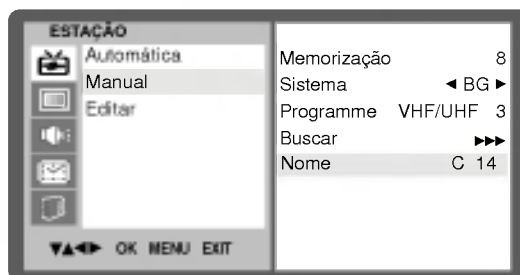 ESTAÇÃO
Automática
Manual
Editar
▼▲◀▶ OK MENU EXIT
Memorização 8
Sistema ◀ BG ▶
Programme VHF/UHF 3
Buscar ▶▶▶
Nome C 14